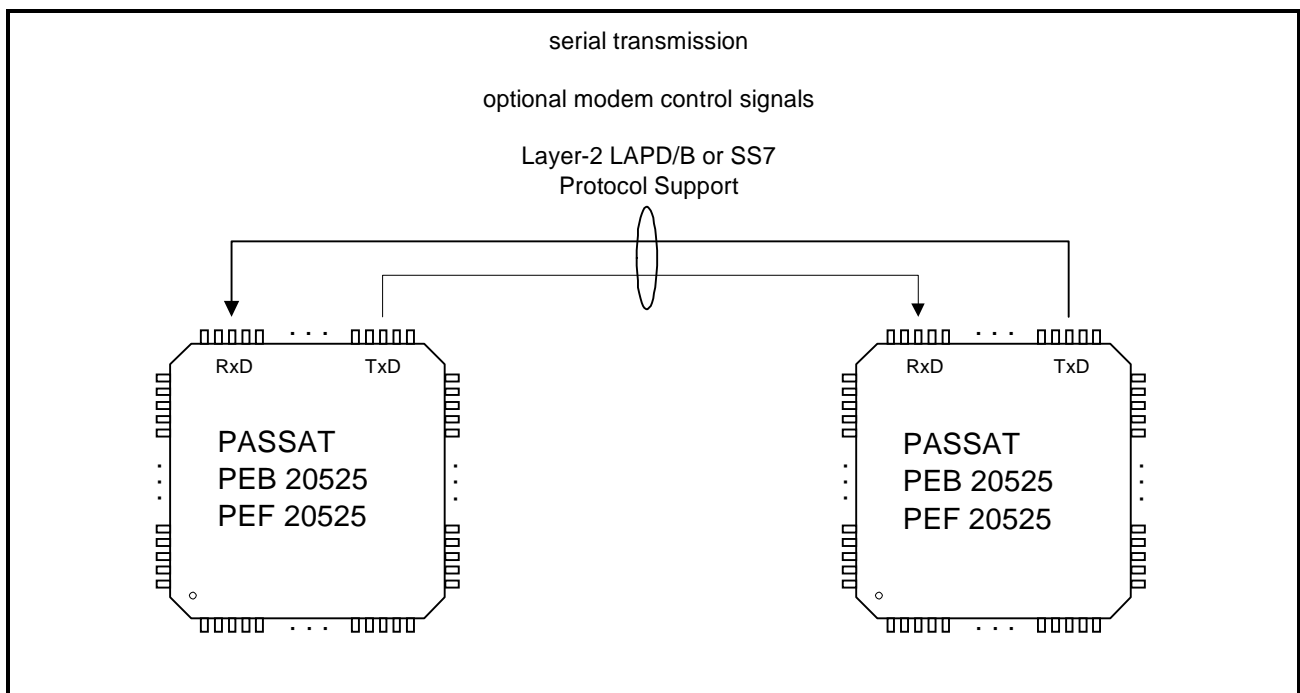 serial transmission
optional modem control signals
Layer-2 LAPD/B or SS7
Protocol Support
RxD TxD
PASSAT
PEB 20525
PEF 20525
RxD TxD
PASSAT
PEB 20525
PEF 20525